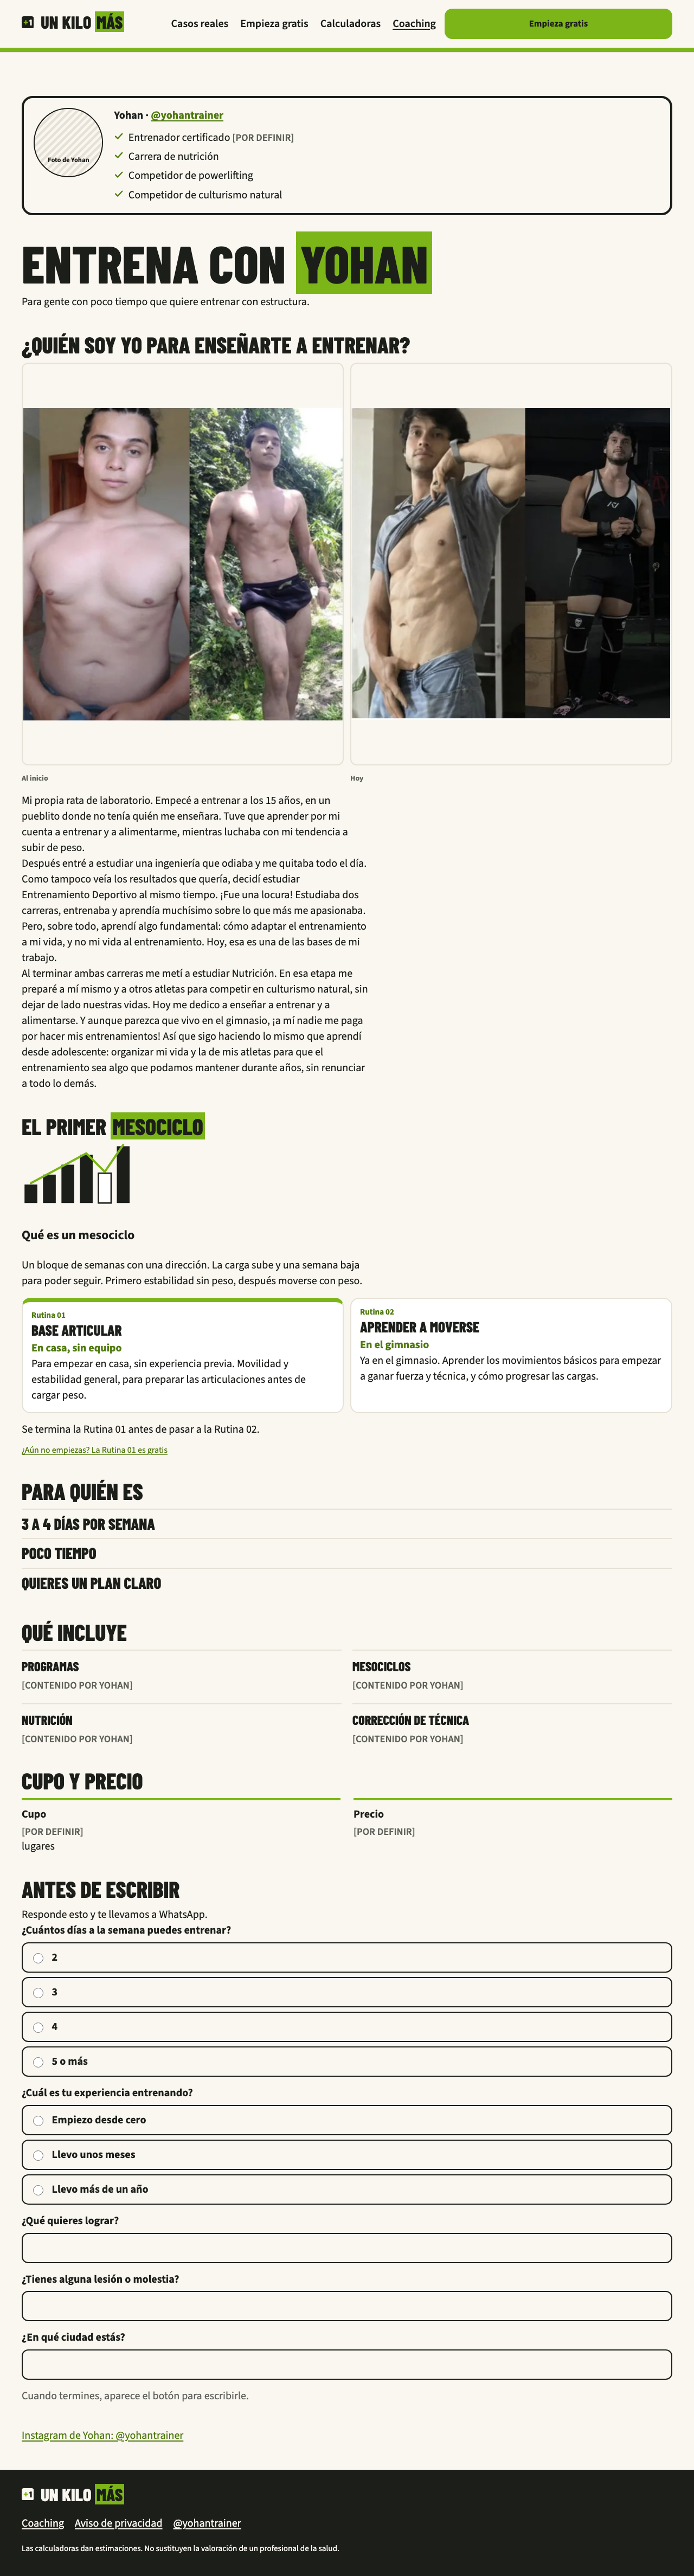 +1 UN KILO MÁS
Casos reales Empieza gratis Calculadoras Coaching Empieza gratis
Foto de Yohan
Yohan · @yohantrainer
Entrenador certificado [POR DEFINIR]
Carrera de nutrición
Competidor de powerlifting
Competidor de culturismo natural
ENTRENA CON YOHAN
Para gente con poco tiempo que quiere entrenar con estructura.
¿QUIÉN SOY YO PARA ENSEÑARTE A ENTRENAR?
Al inicio
Hoy
Mi propia rata de laboratorio. Empecé a entrenar a los 15 años, en un
pueblito donde no tenía quién me enseñara. Tuve que aprender por mi
cuenta a entrenar y a alimentarme, mientras luchaba con mi tendencia a
subir de peso.
Después entré a estudiar una ingeniería que odiaba y me quitaba todo el día.
Como tampoco veía los resultados que quería, decidí estudiar
Entrenamiento Deportivo al mismo tiempo. ¡Fue una locura! Estudiaba dos
carreras, entrenaba y aprendía muchísimo sobre lo que más me apasionaba.
Pero, sobre todo, aprendí algo fundamental: cómo adaptar el entrenamiento
a mi vida, y no mi vida al entrenamiento. Hoy, esa es una de las bases de mi
trabajo.
Al terminar ambas carreras me metí a estudiar Nutrición. En esa etapa me
preparé a mí mismo y a otros atletas para competir en culturismo natural, sin
dejar de lado nuestras vidas. Hoy me dedico a enseñar a entrenar y a
alimentarse. Y aunque parezca que vivo en el gimnasio, ¡a mí nadie me paga
por hacer mis entrenamientos! Así que sigo haciendo lo mismo que aprendí
desde adolescente: organizar mi vida y la de mis atletas para que el
entrenamiento sea algo que podamos mantener durante años, sin renunciar
a todo lo demás.
EL PRIMER MESOCICLO
Qué es un mesociclo
Un bloque de semanas con una dirección. La carga sube y una semana baja
para poder seguir. Primero estabilidad sin peso, después moverse con peso.
Rutina 01
BASE ARTICULAR
En casa, sin equipo
Para empezar en casa, sin experiencia previa. Movilidad y
estabilidad general, para preparar las articulaciones antes de
cargar peso.
Rutina 02
APRENDER A MOVERSE
En el gimnasio
Ya en el gimnasio. Aprender los movimientos básicos para empezar
a ganar fuerza y técnica, y cómo progresar las cargas.
Se termina la Rutina 01 antes de pasar a la Rutina 02.
¿Aún no empiezas? La Rutina 01 es gratis
PARA QUIÉN ES
3 A 4 DÍAS POR SEMANA
POCO TIEMPO
QUIERES UN PLAN CLARO
QUÉ INCLUYE
PROGRAMAS
[CONTENIDO POR YOHAN]
MESOCICLOS
[CONTENIDO POR YOHAN]
NUTRICIÓN
[CONTENIDO POR YOHAN]
CORRECCIÓN DE TÉCNICA
[CONTENIDO POR YOHAN]
CUPO Y PRECIO
Cupo
[POR DEFINIR]
lugares
Precio
[POR DEFINIR]
ANTES DE ESCRIBIR
Responde esto y te llevamos a WhatsApp.
¿Cuántos días a la semana puedes entrenar?
2
3
4
5 o más
¿Cuál es tu experiencia entrenando?
Empiezo desde cero
Llevo unos meses
Llevo más de un año
¿Qué quieres lograr?
¿Tienes alguna lesión o molestia?
¿En qué ciudad estás?
Cuando termines, aparece el botón para escribirle.
Instagram de Yohan: @yohantrainer
+1 UN KILO MÁS
Coaching Aviso de privacidad @yohantrainer
Las calculadoras dan estimaciones. No sustituyen la valoración de un profesional de la salud.